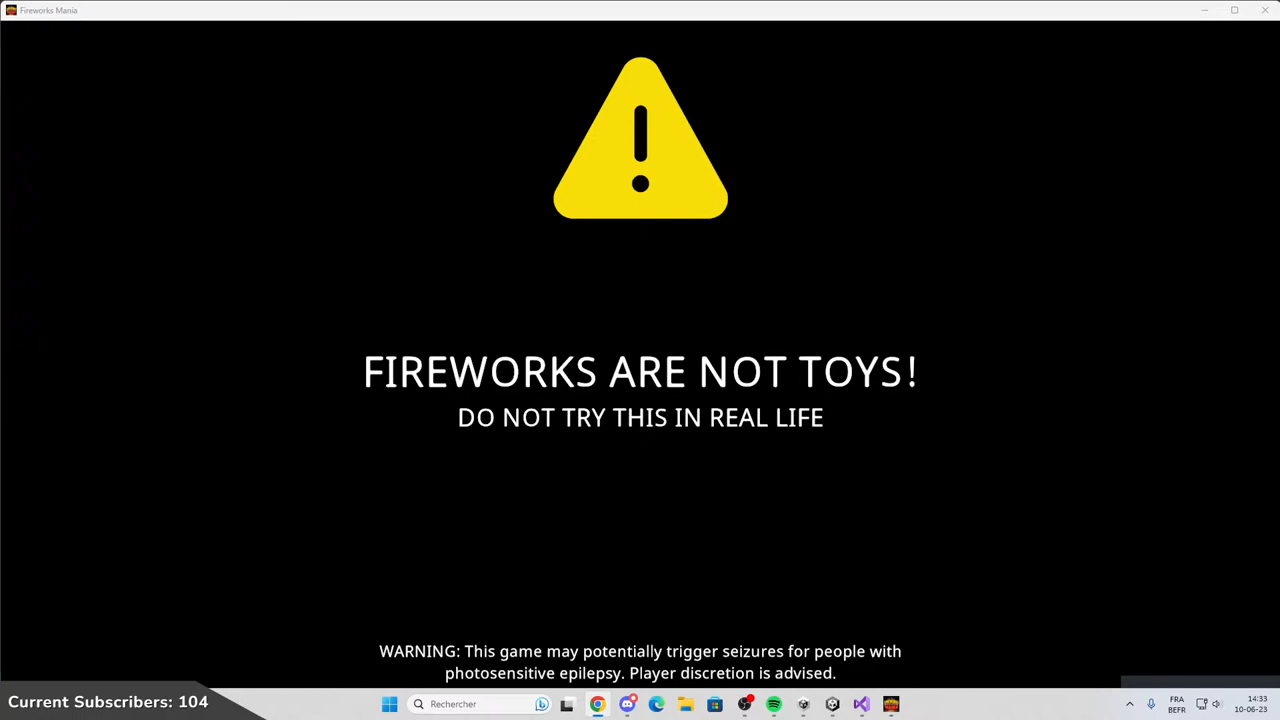 Fireworks Mania
FIREWORKS ARE NOT TOYS!
DO NOT TRY THIS IN REAL LIFE
WARNING: This game may potentially trigger seizures for people with
photosensitive epilepsy. Player discretion is advised.
Current Subscribers: 104
Rechercher
FRA
BEFR
14:33
10-06-23